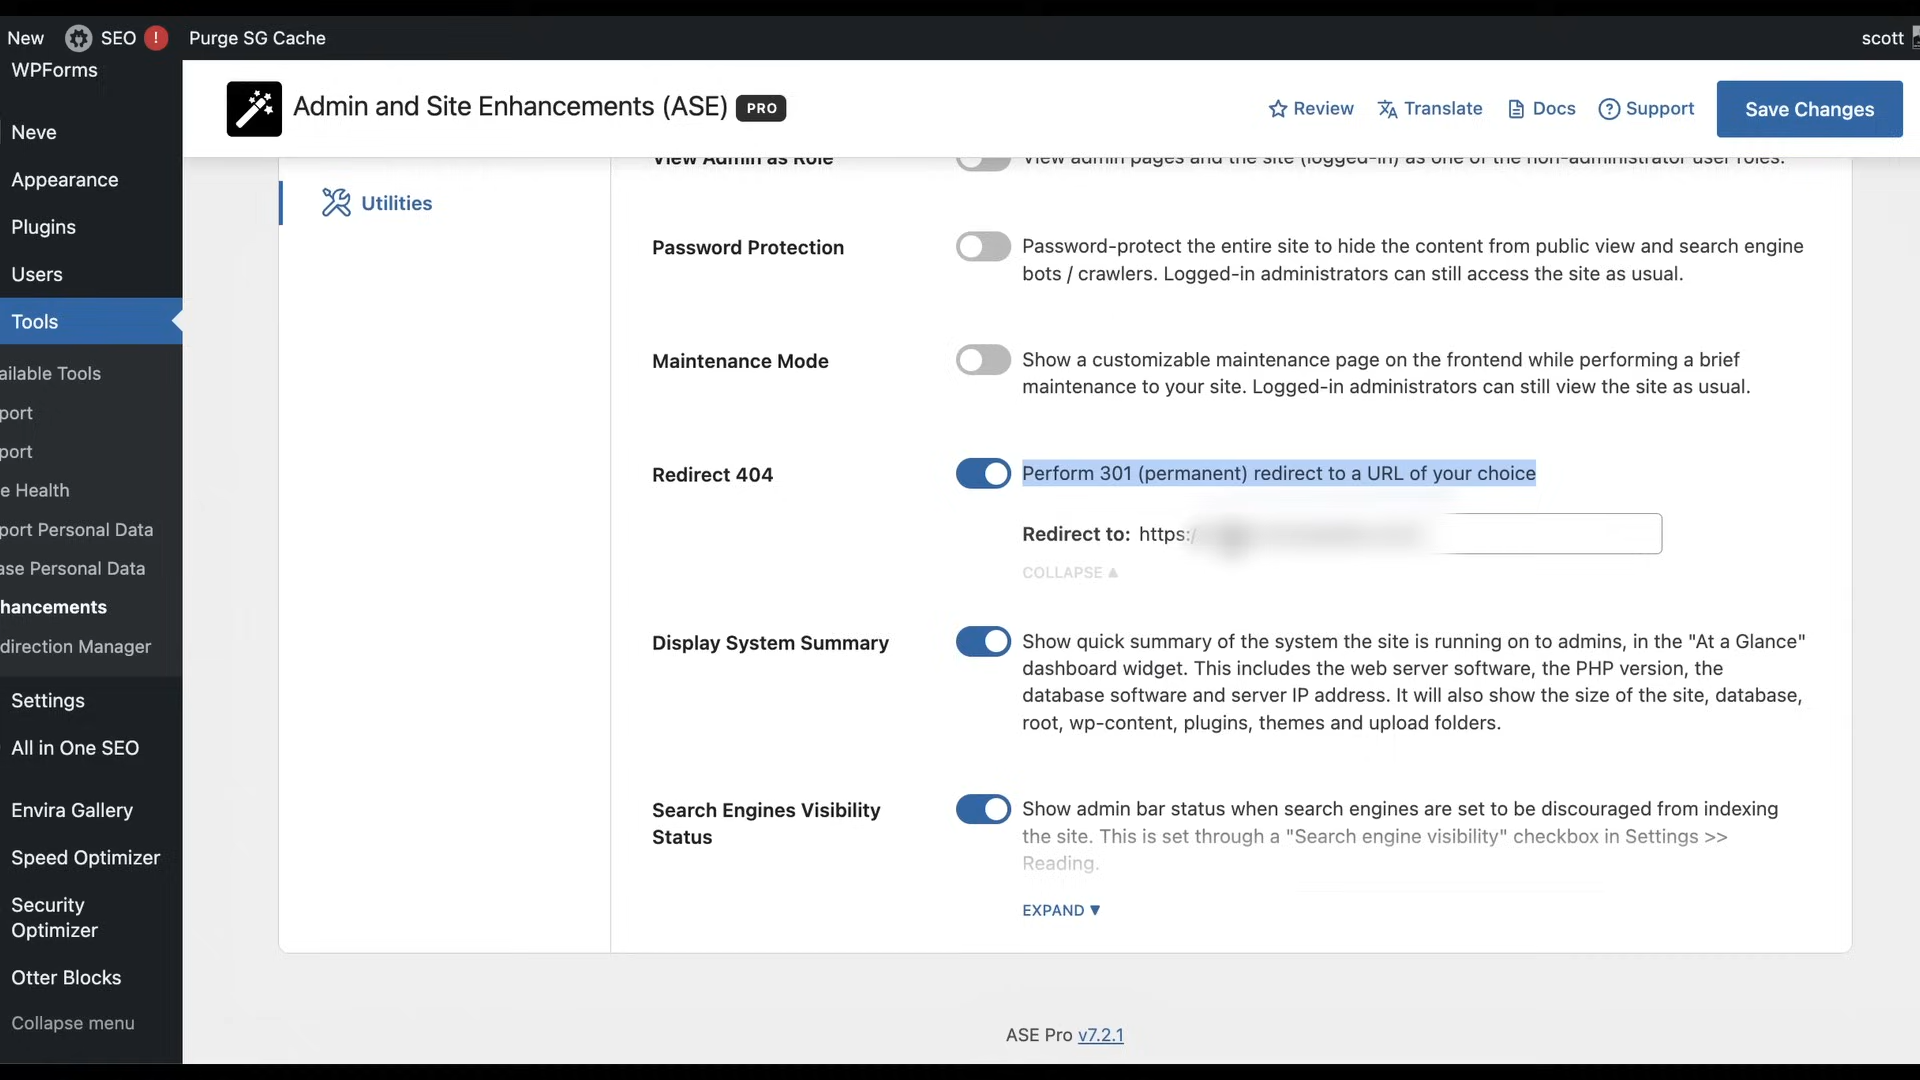 New SEO ! Purge SG Cache scott
WPForms
Neve
Appearance
Plugins
Users
Tools
ailable Tools
port
port
e Health
port Personal Data
ase Personal Data
hancements
direction Manager
Settings
All in One SEO
Envira Gallery
Speed Optimizer
Security
Optimizer
Otter Blocks
Collapse menu
Admin and Site Enhancements (ASE) PRO
Review Translate Docs Support Save Changes
Utilities
View Admin as Role View admin pages and the site (logged-in) as one of the non-administrator user roles.
Password Protection Password-protect the entire site to hide the content from public view and search engine
bots / crawlers. Logged-in administrators can still access the site as usual.
Maintenance Mode Show a customizable maintenance page on the frontend while performing a brief
maintenance to your site. Logged-in administrators can still view the site as usual.
Redirect 404 Perform 301 (permanent) redirect to a URL of your choice
Redirect to: https:/
COLLAPSE ▲
Display System Summary Show quick summary of the system the site is running on to admins, in the "At a Glance"
dashboard widget. This includes the web server software, the PHP version, the
database software and server IP address. It will also show the size of the site, database,
root, wp-content, plugins, themes and upload folders.
Search Engines Visibility Show admin bar status when search engines are set to be discouraged from indexing
Status the site. This is set through a "Search engine visibility" checkbox in Settings >>
Reading.
EXPAND ▼
ASE Pro v7.2.1